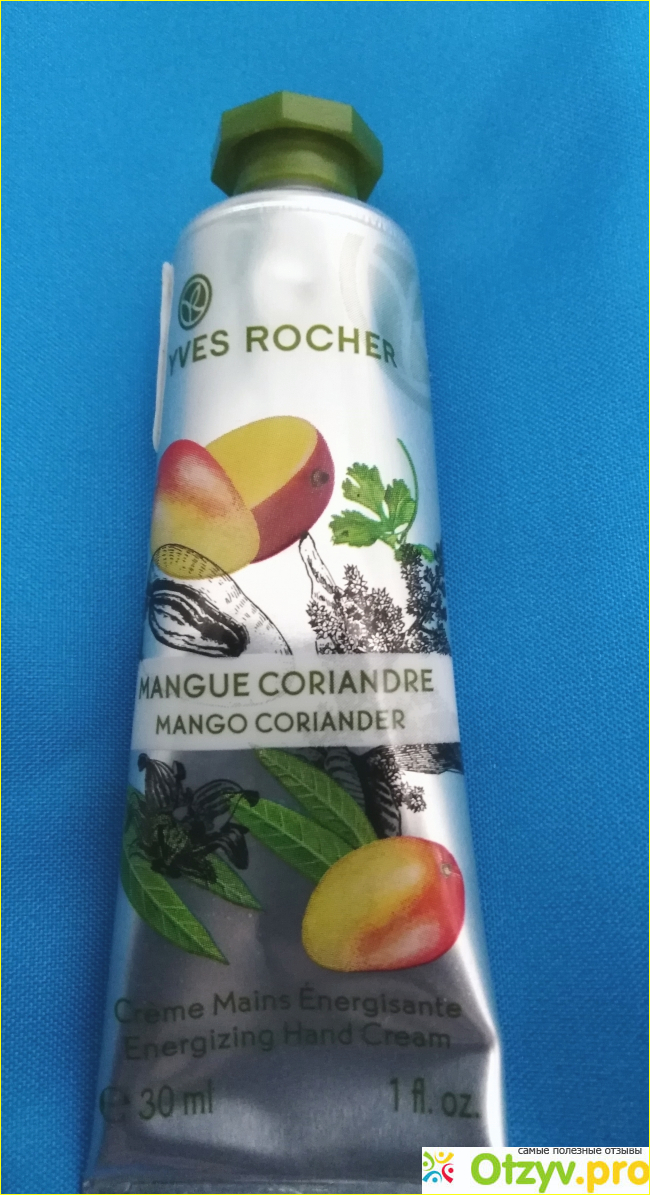 YVES ROCHER
MANGUE CORIANDRE
MANGO CORIANDER
Crème Mains Énergisante
Energizing Hand Cream
e 30 ml 1 fl. oz.
самые полезные отзывы
Otzyv.pro